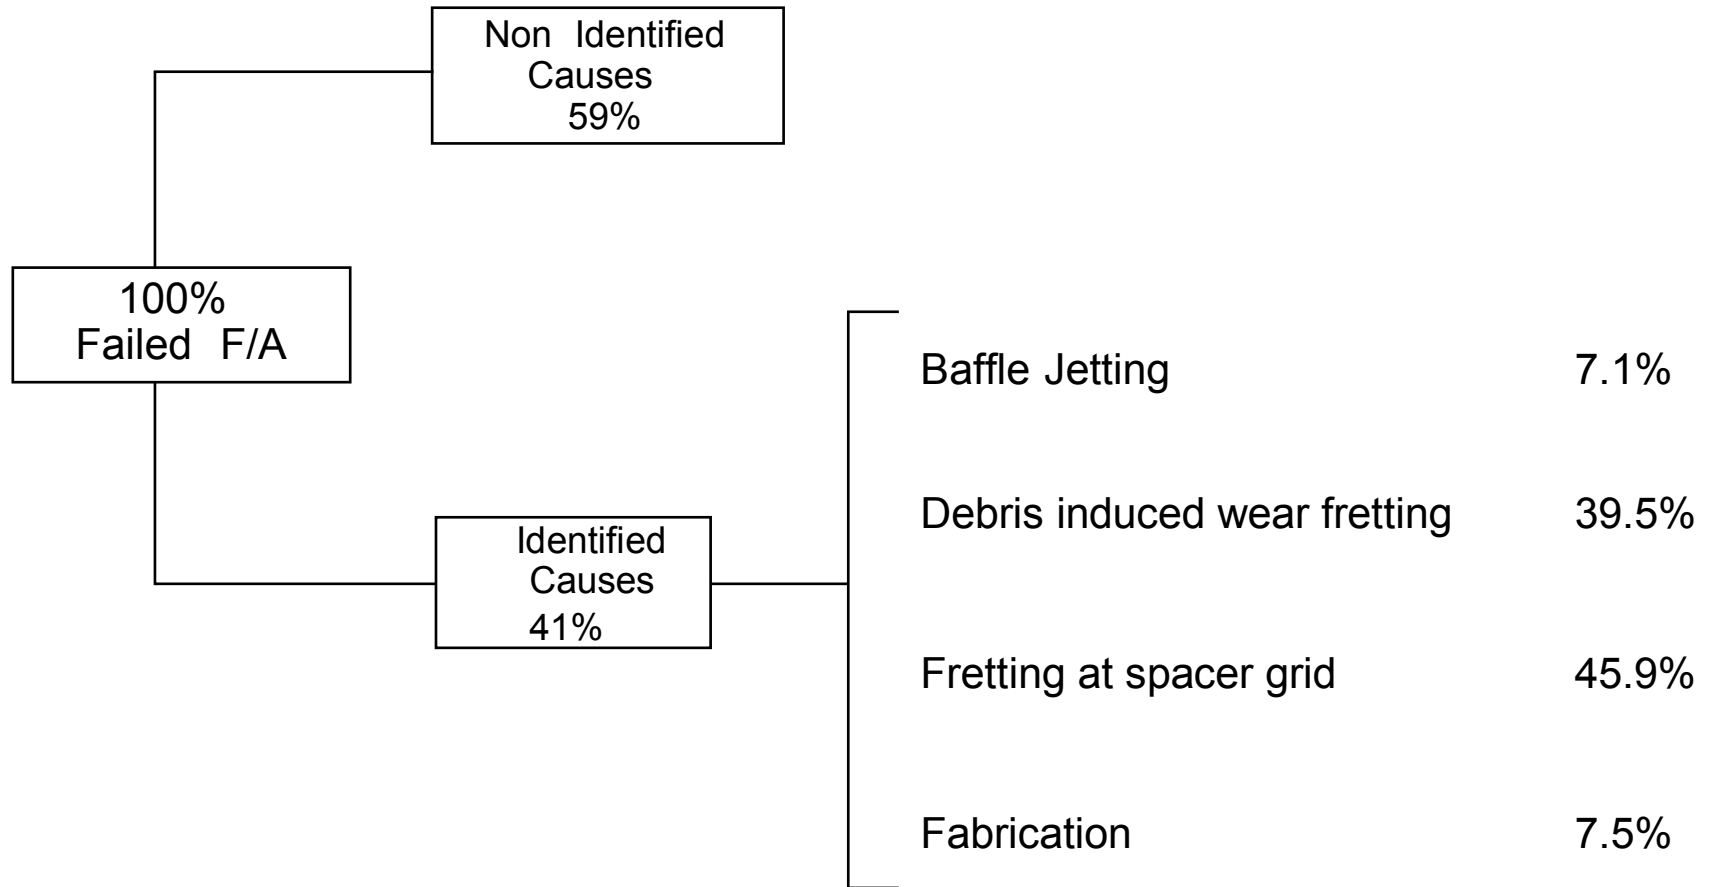 Non Identified
Causes
59%
100%
Failed F/A
Identified
Causes
41%
Baffle Jetting 7.1%
Debris induced wear fretting 39.5%
Fretting at spacer grid 45.9%
Fabrication 7.5%